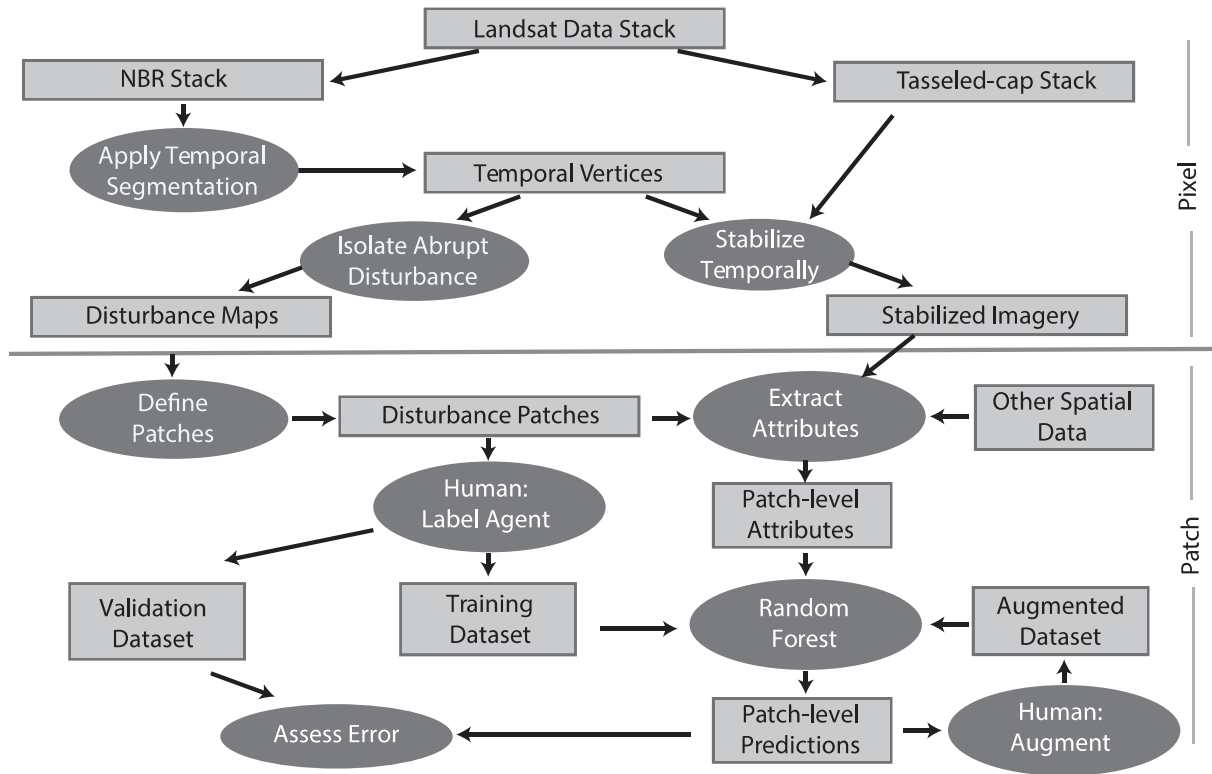 Landsat Data Stack
NBR Stack
Tasseled-cap Stack
Apply Temporal
Segmentation
Temporal Vertices
Pixel
Isolate Abrupt
Disturbance
Stabilize
Temporally
Disturbance Maps
Stabilized Imagery
Define
Patches
Disturbance Patches
Extract
Attributes
Other Spatial
Data
Human:
Label Agent
Patch-level
Attributes
Patch
Validation
Dataset
Training
Dataset
Random
Forest
Augmented
Dataset
Assess Error
Patch-level
Predictions
Human:
Augment